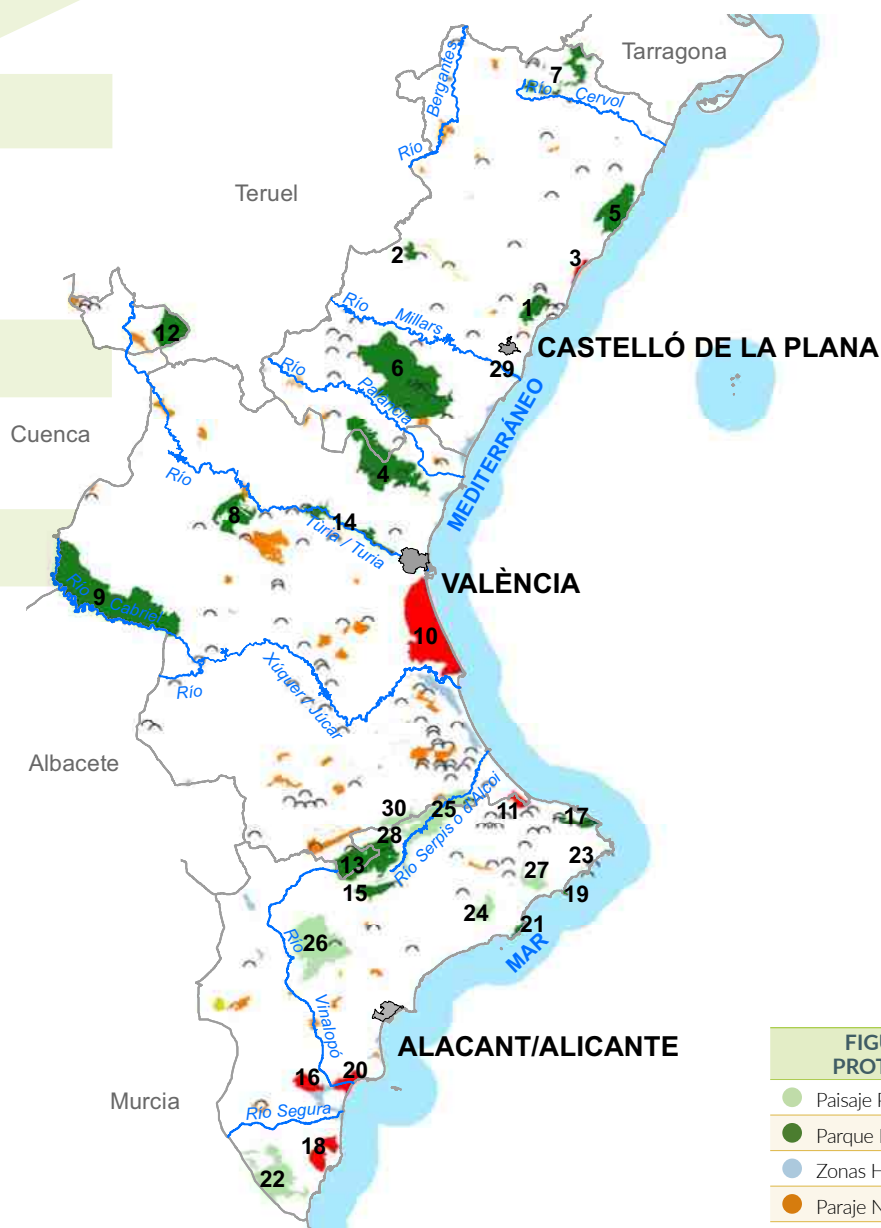 Tarragona
Río Bergantes
7
Río Cervol
Teruel
5
2
3
1
12
Río Millars
CASTELLÓ DE LA PLANA
6
29
Río Palancia
Cuenca
MAR MEDITERRÁNEO
4
Río Túria / Turia
8
14
VALÈNCIA
9
Río Cabriel
10
Río Xúquer / Júcar
Albacete
30
25
11
17
28
Río Serpis o d'Alcoi
13
23
27
15
19
24
21
26
Río Vinalopó
ALACANT/ALICANTE
16
20
Murcia
Río Segura
18
22
FIGU
PROT
Paisaje P
Parque
Zonas H
Paraje N